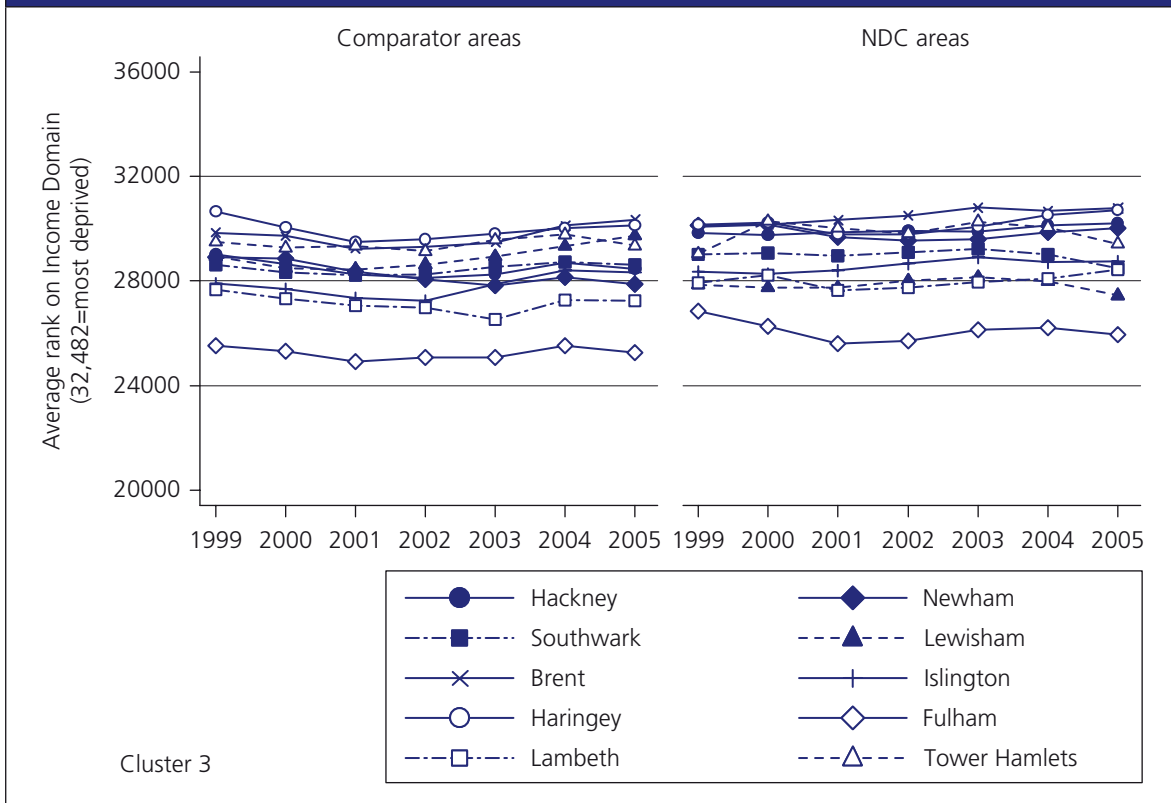 Comparator areas
NDC areas
Average rank on Income Domain
(32,482=most deprived)
36000
32000
28000
24000
20000
1999 2000 2001 2002 2003 2004 2005
1999 2000 2001 2002 2003 2004 2005
Hackney
Newham
Southwark
Lewisham
Brent
Islington
Haringey
Fulham
Lambeth
Tower Hamlets
Cluster 3